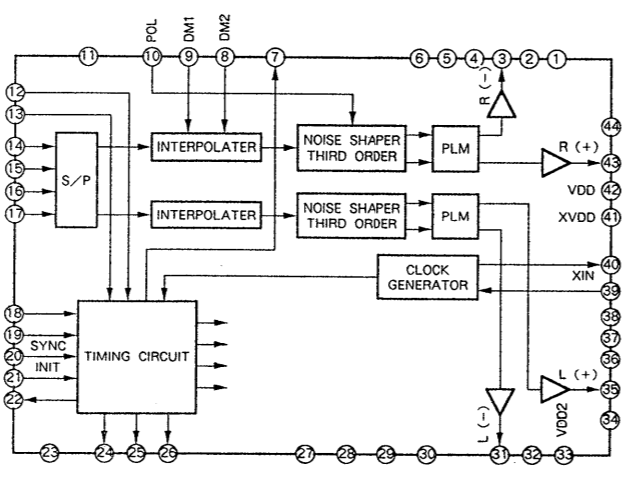 POL
DM1
DM2
11
10
9
8
7
6
5
4
3
2
1
R (-)
12
13
14
15
16
17
S/P
INTERPOLATER
NOISE SHAPER
THIRD ORDER
PLM
R (+)
44
43
VDD
42
XVDD
41
INTERPOLATER
NOISE SHAPER
THIRD ORDER
PLM
CLOCK
GENERATOR
40
XIN
39
38
37
36
18
19
SYNC
20
INIT
21
22
TIMING CIRCUIT
L (+)
35
34
L (-)
VDD2
23
24
25
26
27
28
29
30
31
32
33